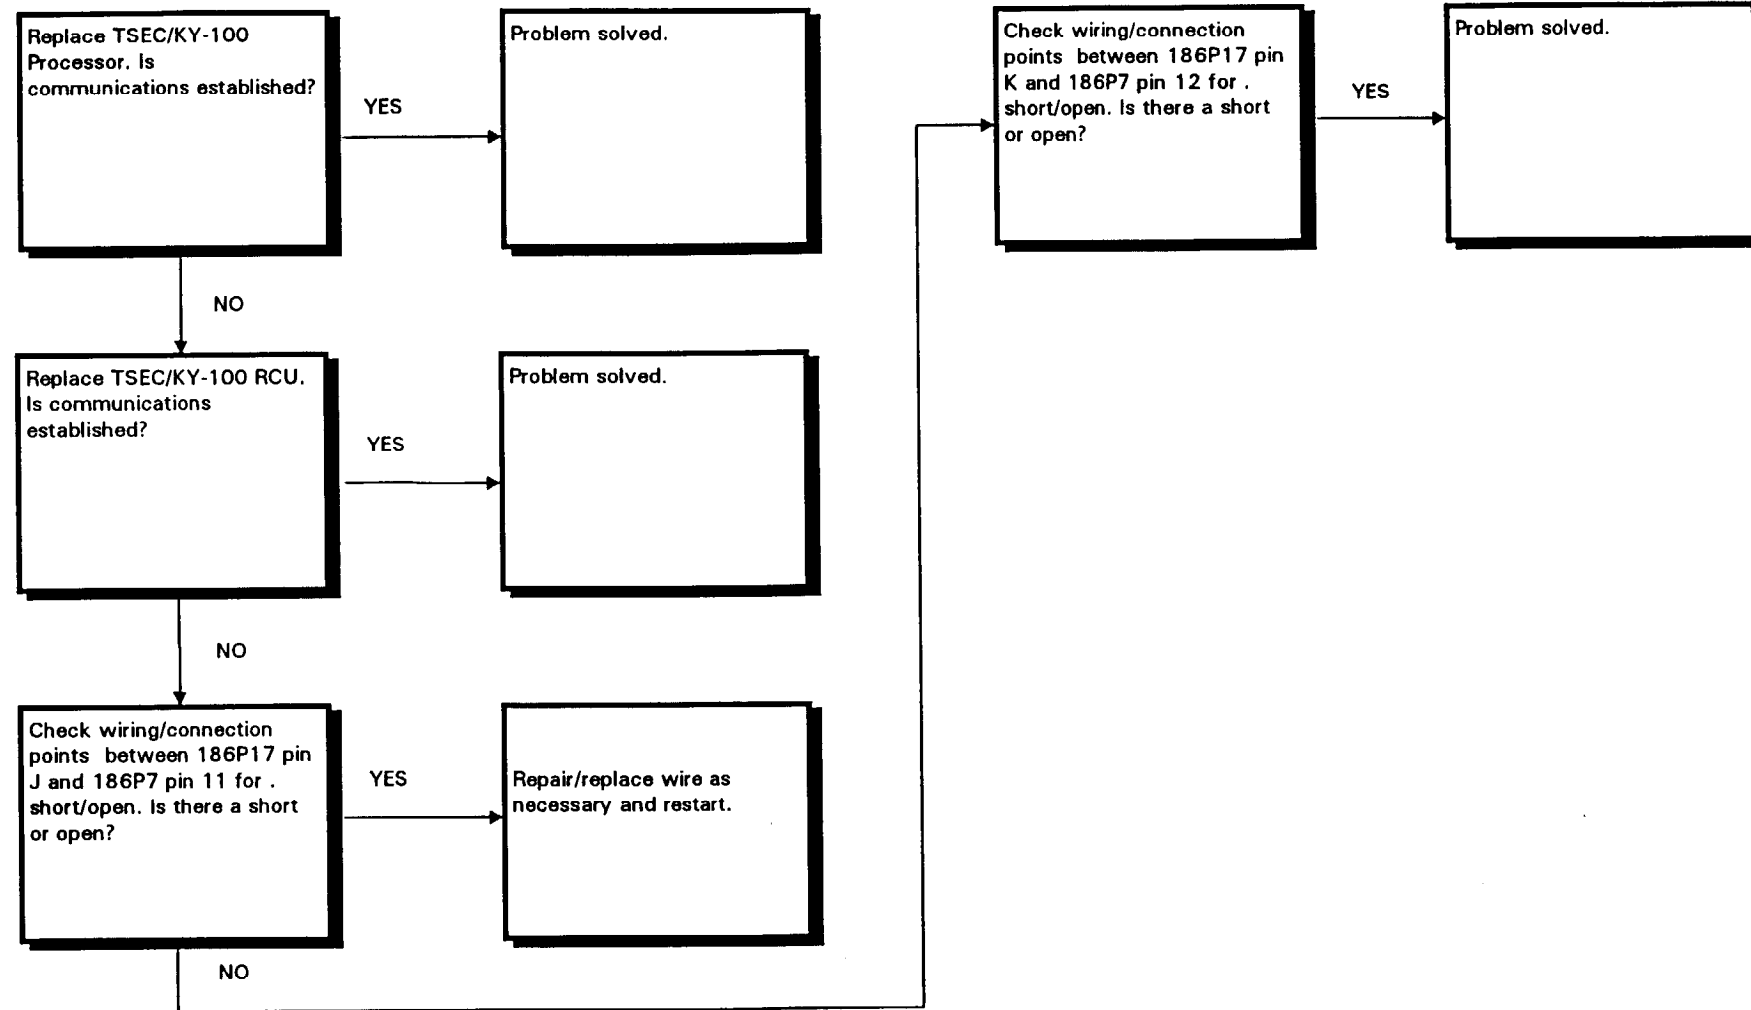 Replace TSEC/KY-100
Processor. Is
communications established?
YES
Problem solved.
NO
Replace TSEC/KY-100 RCU.
Is communications
established?
YES
Problem solved.
NO
Check wiring/connection
points between 186P17 pin
J and 186P7 pin 11 for .
short/open. Is there a short
or open?
YES
Repair/replace wire as
necessary and restart.
NO
Check wiring/connection
points between 186P17 pin
K and 186P7 pin 12 for .
short/open. Is there a short
or open?
YES
Problem solved.